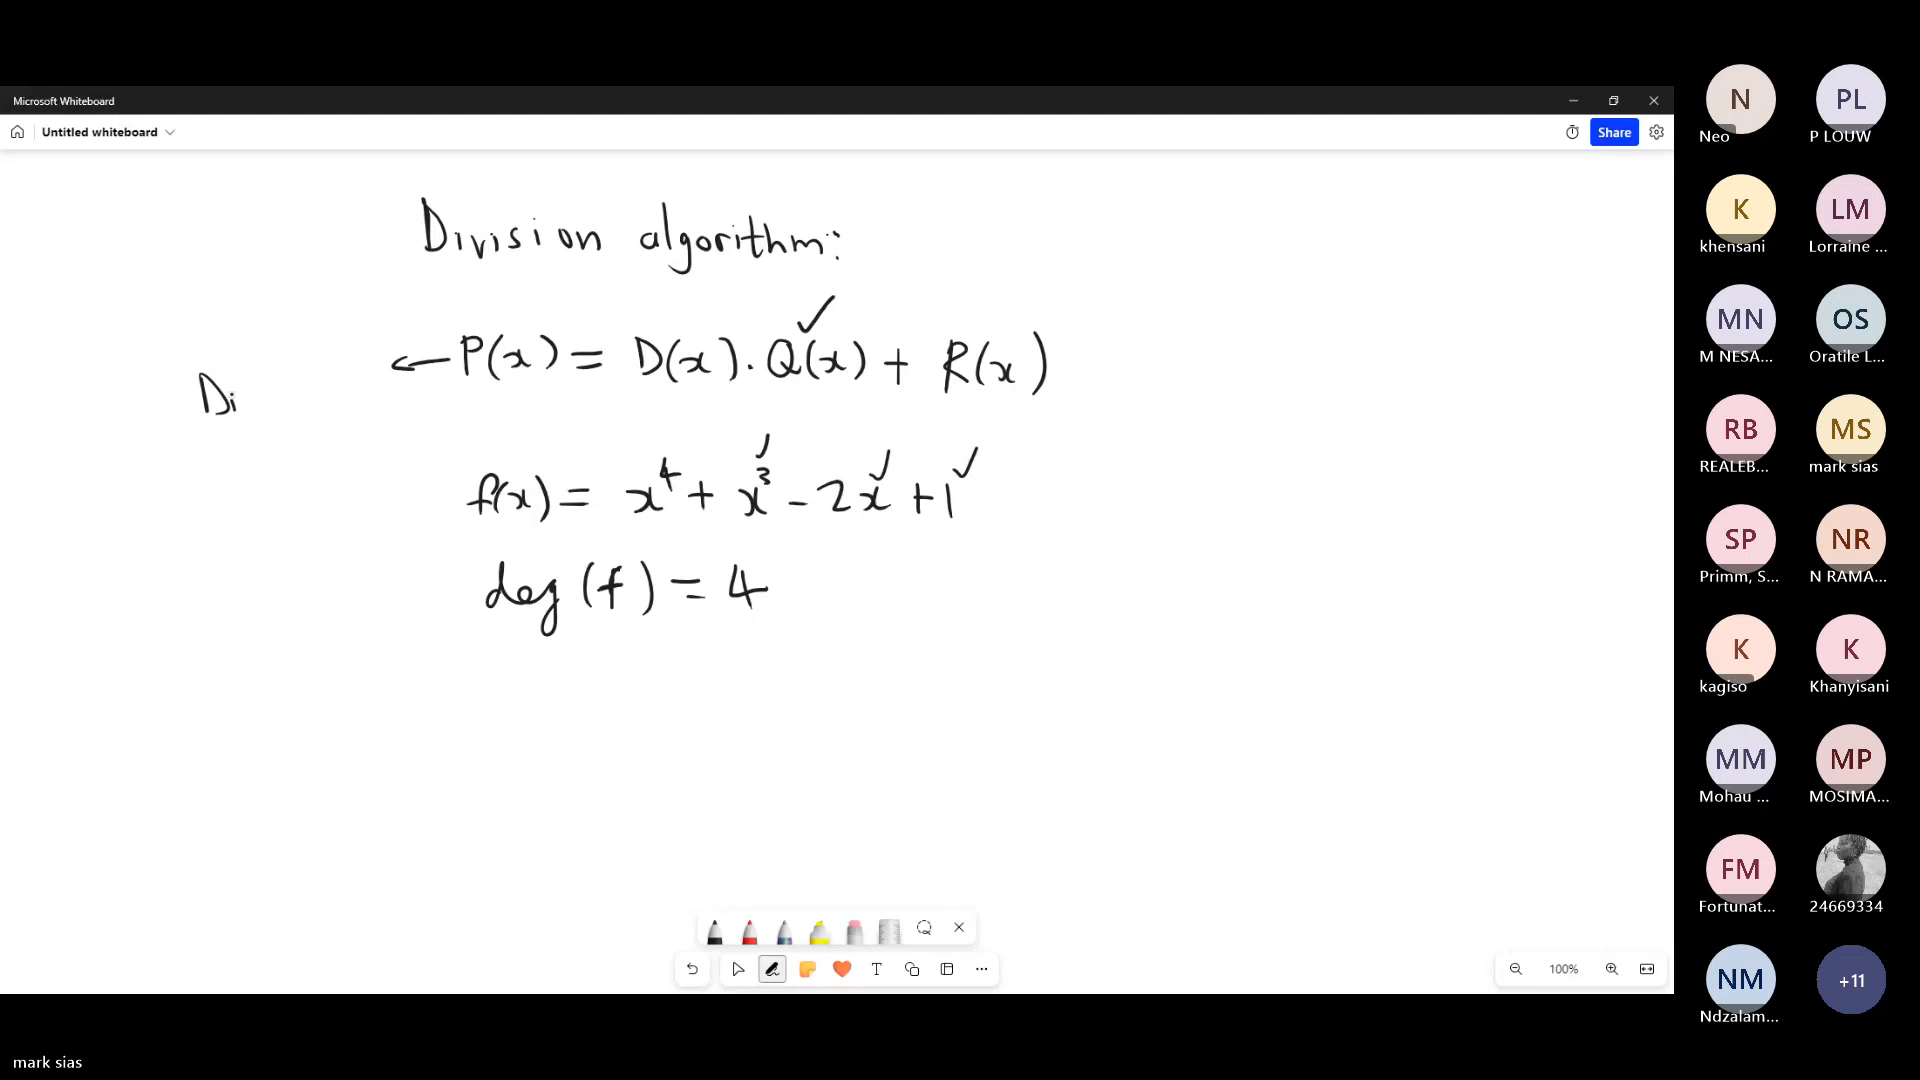 Microsoft Whiteboard
Untitled whiteboard
Share
Division algorithm:
← P(x) = D(x) · Q(x) + R(x)
✓
Di
f(x) = x⁴ + x³ - 2x + 1
✓ ✓ ✓
deg (f) = 4
100%
N PL
Neo P LOUW
K LM
khensani Lorraine ...
MN OS
M NESA... Oratile L...
RB MS
REALEB... mark sias
SP NR
Primm, S... N RAMA...
K K
kagiso Khanyisani
MM MP
Mohau ... MOSIMA...
FM
Fortunat... 24669334
NM +11
Ndzalam...
mark sias